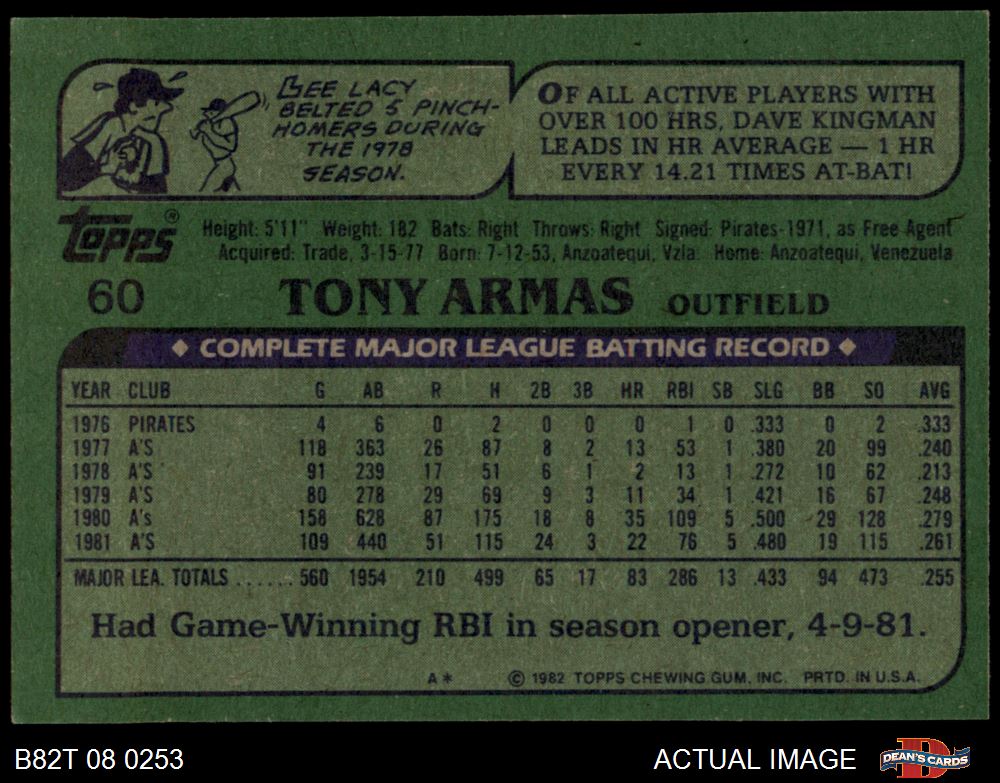 BEE LACY
BELTED 5 PINCH-
HOMERS DURING
THE 1978
SEASON.
OF ALL ACTIVE PLAYERS WITH
OVER 100 HRS, DAVE KINGMAN
LEADS IN HR AVERAGE — 1 HR
EVERY 14.21 TIMES AT-BAT!
Topps®
Height: 5'11" Weight: 182 Bats: Right Throws: Right Signed: Pirates-1971, as Free Agent
Acquired: Trade, 3-15-77 Born: 7-12-53, Anzoatequi, Vzla: Home: Anzoatequi, Venezuela
60 TONY ARMAS OUTFIELD
◆ COMPLETE MAJOR LEAGUE BATTING RECORD ◆
YEAR CLUB G AB R H 2B 3B HR RBI SB SLG BB SO AVG
1976 PIRATES 4 6 0 2 0 0 0 1 0 .333 0 2 .333
1977 A'S 118 363 26 87 8 2 13 53 1 .380 20 99 .240
1978 A'S 91 239 17 51 6 1 2 13 1 .272 10 62 .213
1979 A'S 80 278 29 69 9 3 11 34 1 .421 16 67 .248
1980 A's 158 628 87 175 18 8 35 109 5 .500 29 128 .279
1981 A'S 109 440 51 115 24 3 22 76 5 .480 19 115 .261
MAJOR LEA. TOTALS ...... 560 1954 210 499 65 17 83 286 13 .433 94 473 .255
Had Game-Winning RBI in season opener, 4-9-81.
A* © 1982 TOPPS CHEWING GUM, INC. PRTD. IN U.S.A.
B82T 08 0253
ACTUAL IMAGE
DEAN'S CARDS